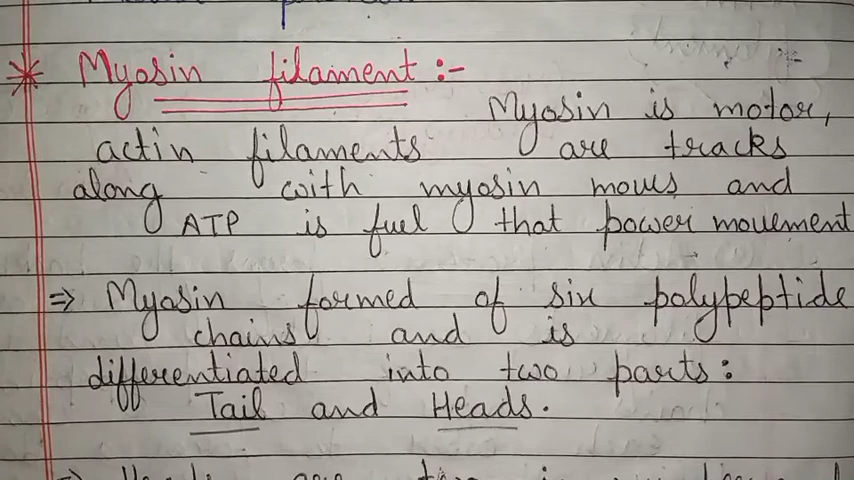 * Myosin filament :-
Myosin is motor,
actin filaments are tracks
along with myosin moves and
ATP is fuel that power movement
⇒ Myosin formed of six polypeptide
chains and is
differentiated into two parts:
Tail and Heads.